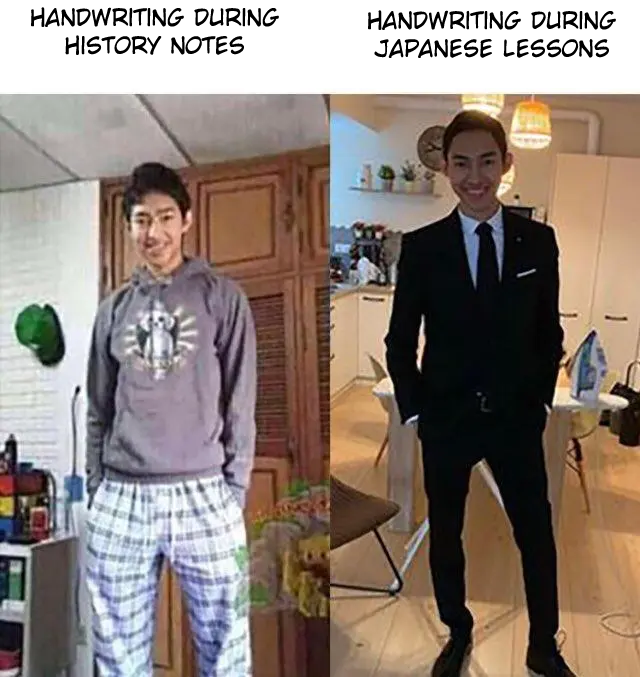 HANDWRITING DURING
HISTORY NOTES
HANDWRITING DURING
JAPANESE LESSONS